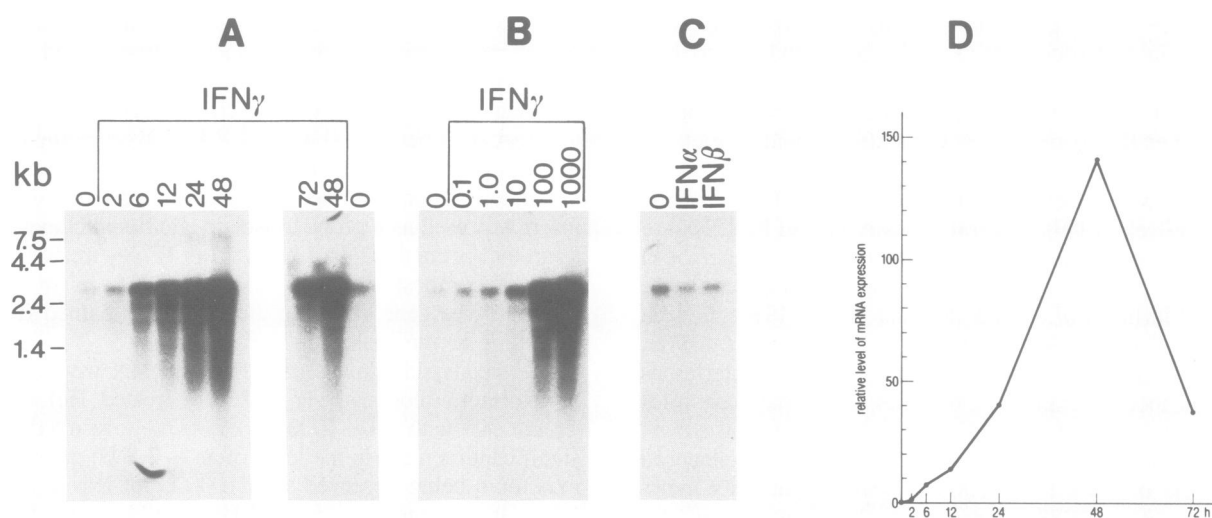 A
IFNγ
kb
0 2 6 12 24 48
72 48 0
7.5
4.4
2.4
1.4
B
IFNγ
0 0.1 1.0 10 100 1000
C
0 IFNα IFNβ
D
relative level of mRNA expression
150
100
50
0
2 6 12 24 48 72 h